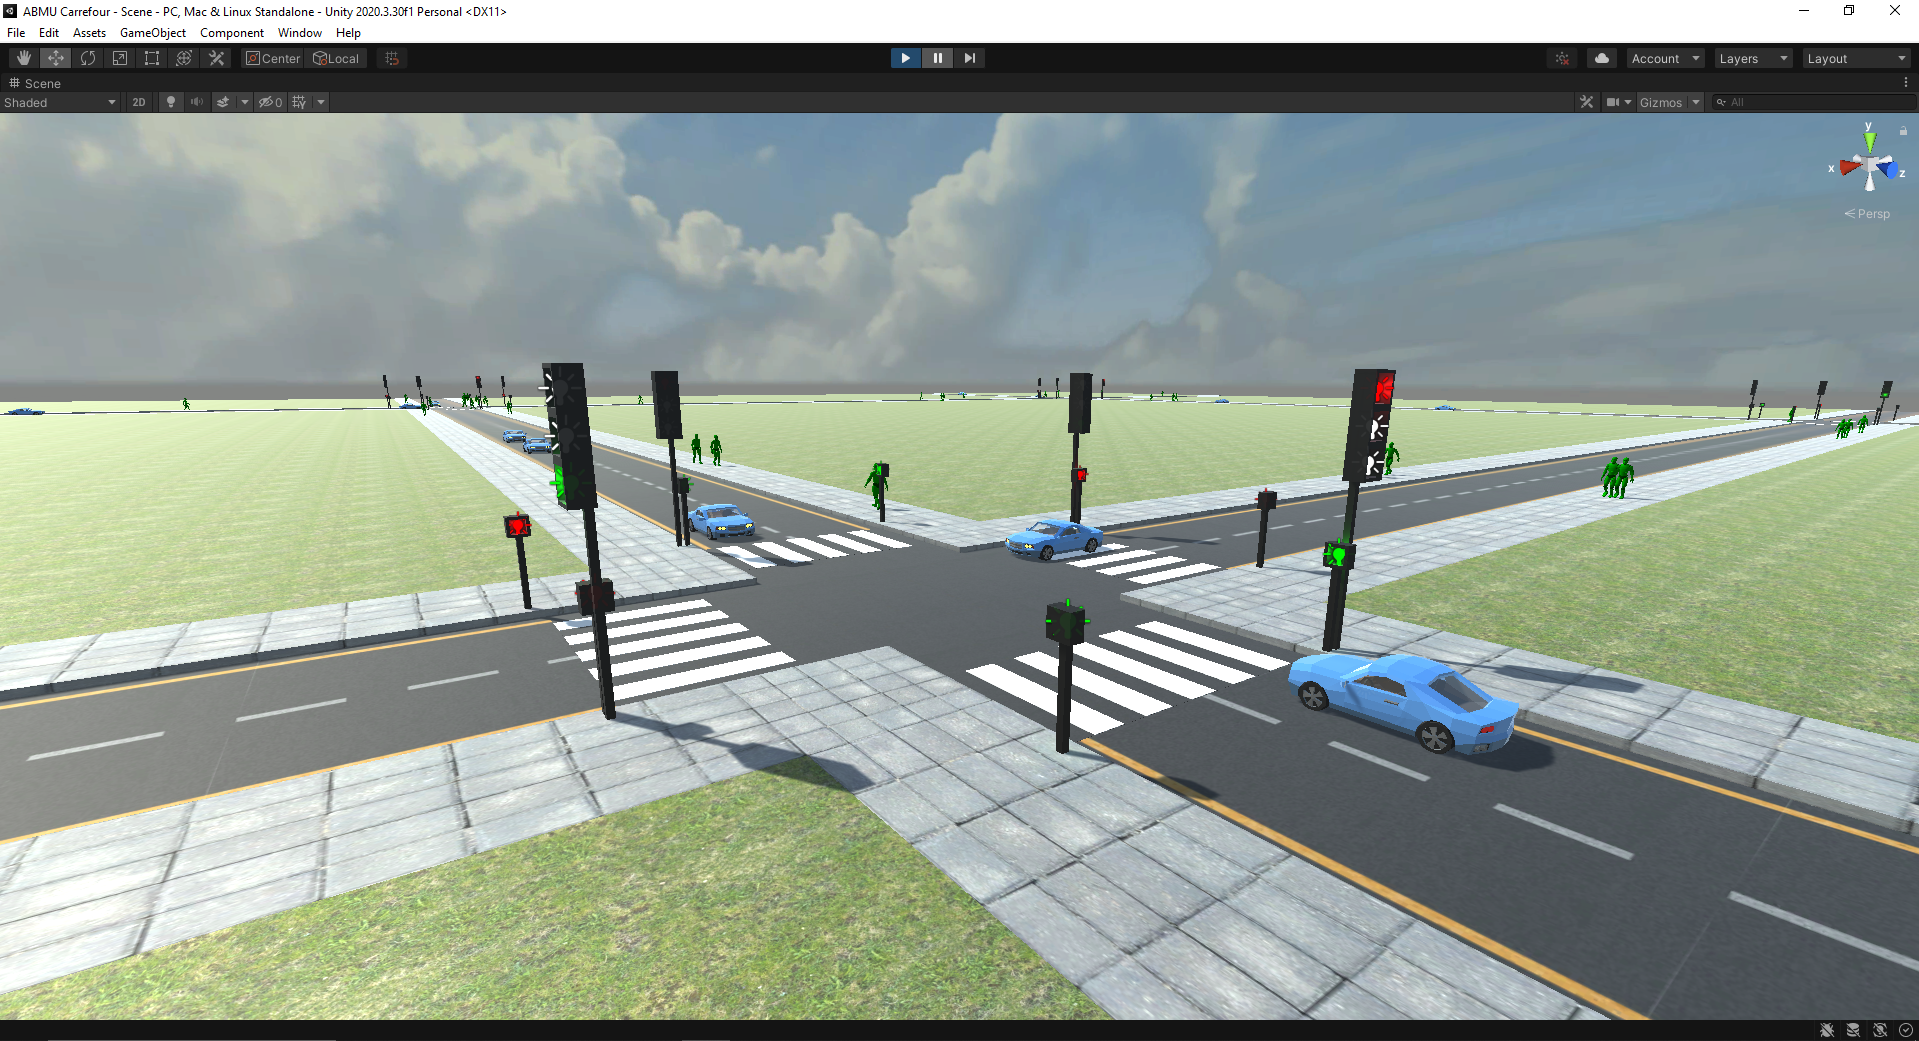 ABMU Carrefour - Scene - PC, Mac & Linux Standalone - Unity 2020.3.30f1 Personal <DX11>
File Edit Assets GameObject Component Window Help
Center Local Account Layers Layout
Scene
Shaded 2D 0 Gizmos All
y
x z
Persp